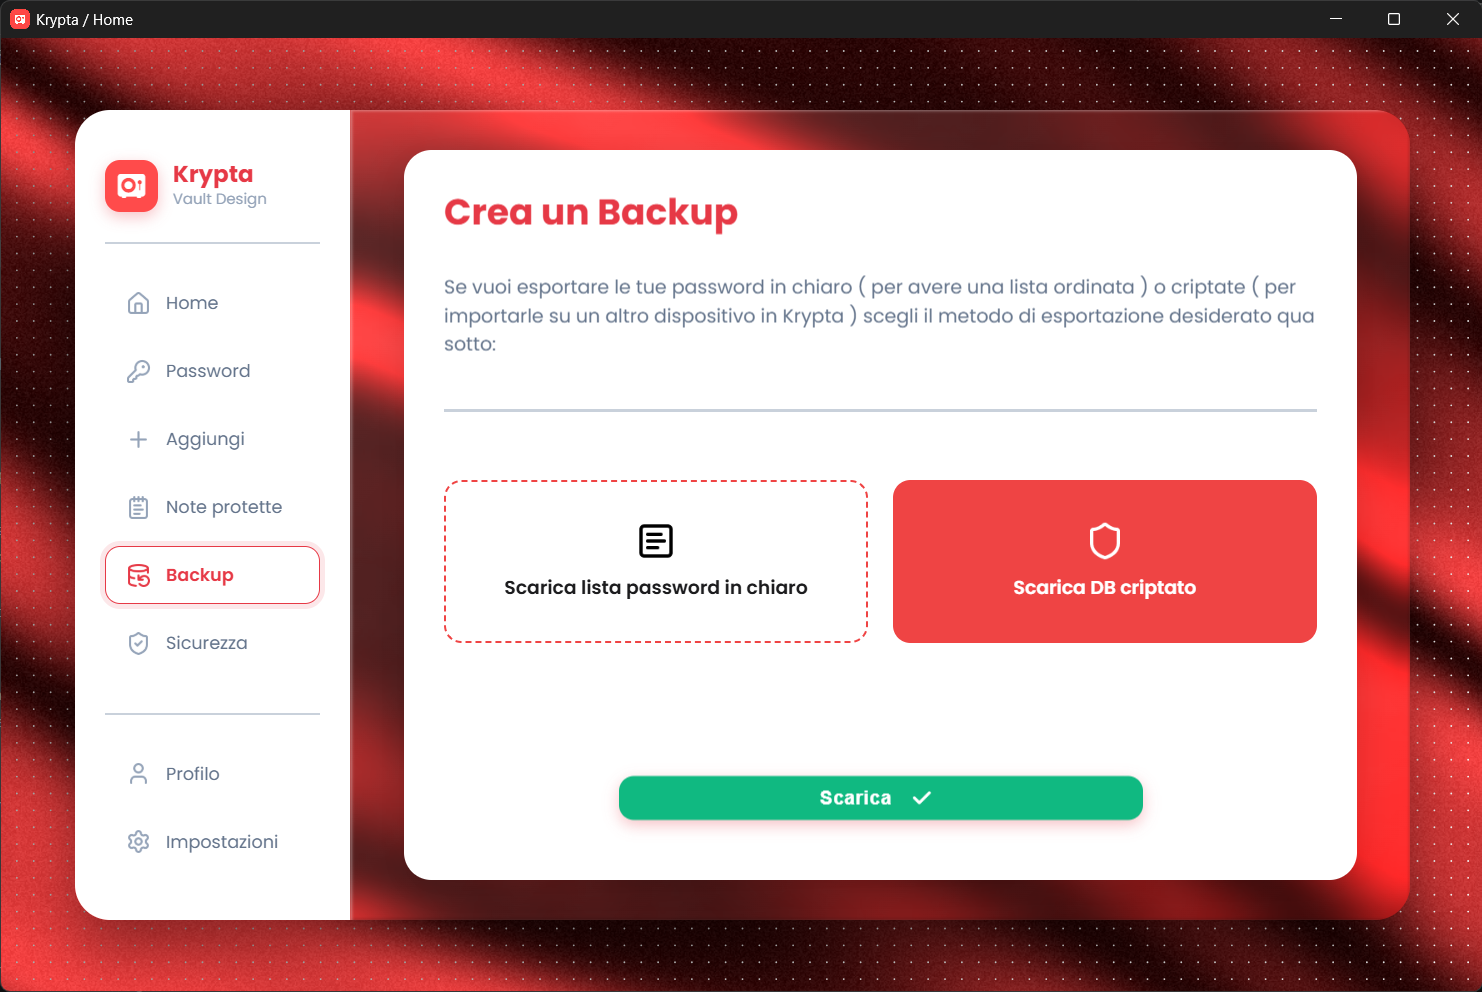 Krypta / Home
Krypta
Vault Design
Home
Password
Aggiungi
Note protette
Backup
Sicurezza
Profilo
Impostazioni
Crea un Backup
Se vuoi esportare le tue password in chiaro ( per avere una lista ordinata ) o criptate ( per
importarle su un altro dispositivo in Krypta ) scegli il metodo di esportazione desiderato qua
sotto:
Scarica lista password in chiaro
Scarica DB criptato
Scarica